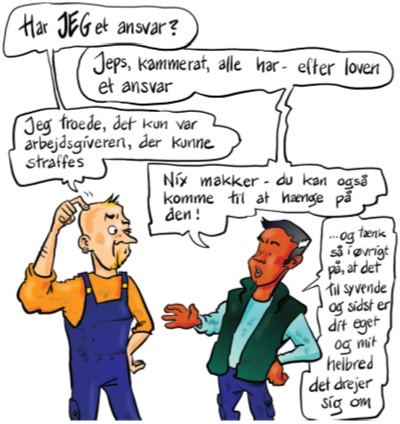 Har JEG et ansvar?
Jeps, kammerat, alle har - efter loven
et ansvar
Jeg troede, det kun var
arbejdsgiveren, der kunne
straffes
Nix makker - du kan også
komme til at hænge på
den!
...og tænk
så i øvrigt
på, at det
til syvende
og sidst er
dit eget
og mit
helbred
det drejer
sig om